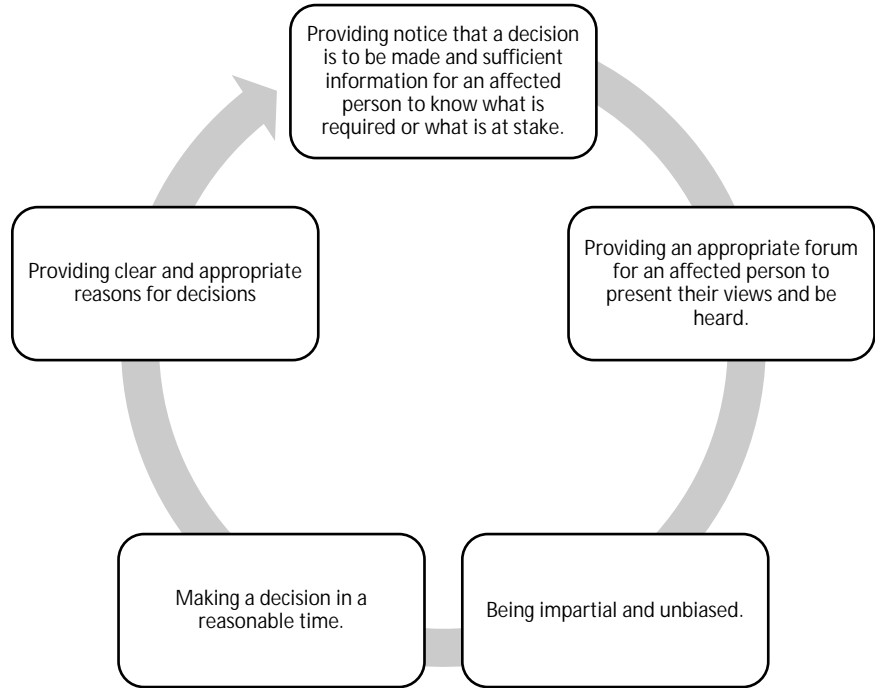 Providing notice that a decision
is to be made and sufficient
information for an affected
person to know what is
required or what is at stake.
Providing an appropriate forum
for an affected person to
present their views and be
heard.
Being impartial and unbiased.
Making a decision in a
reasonable time.
Providing clear and appropriate
reasons for decisions